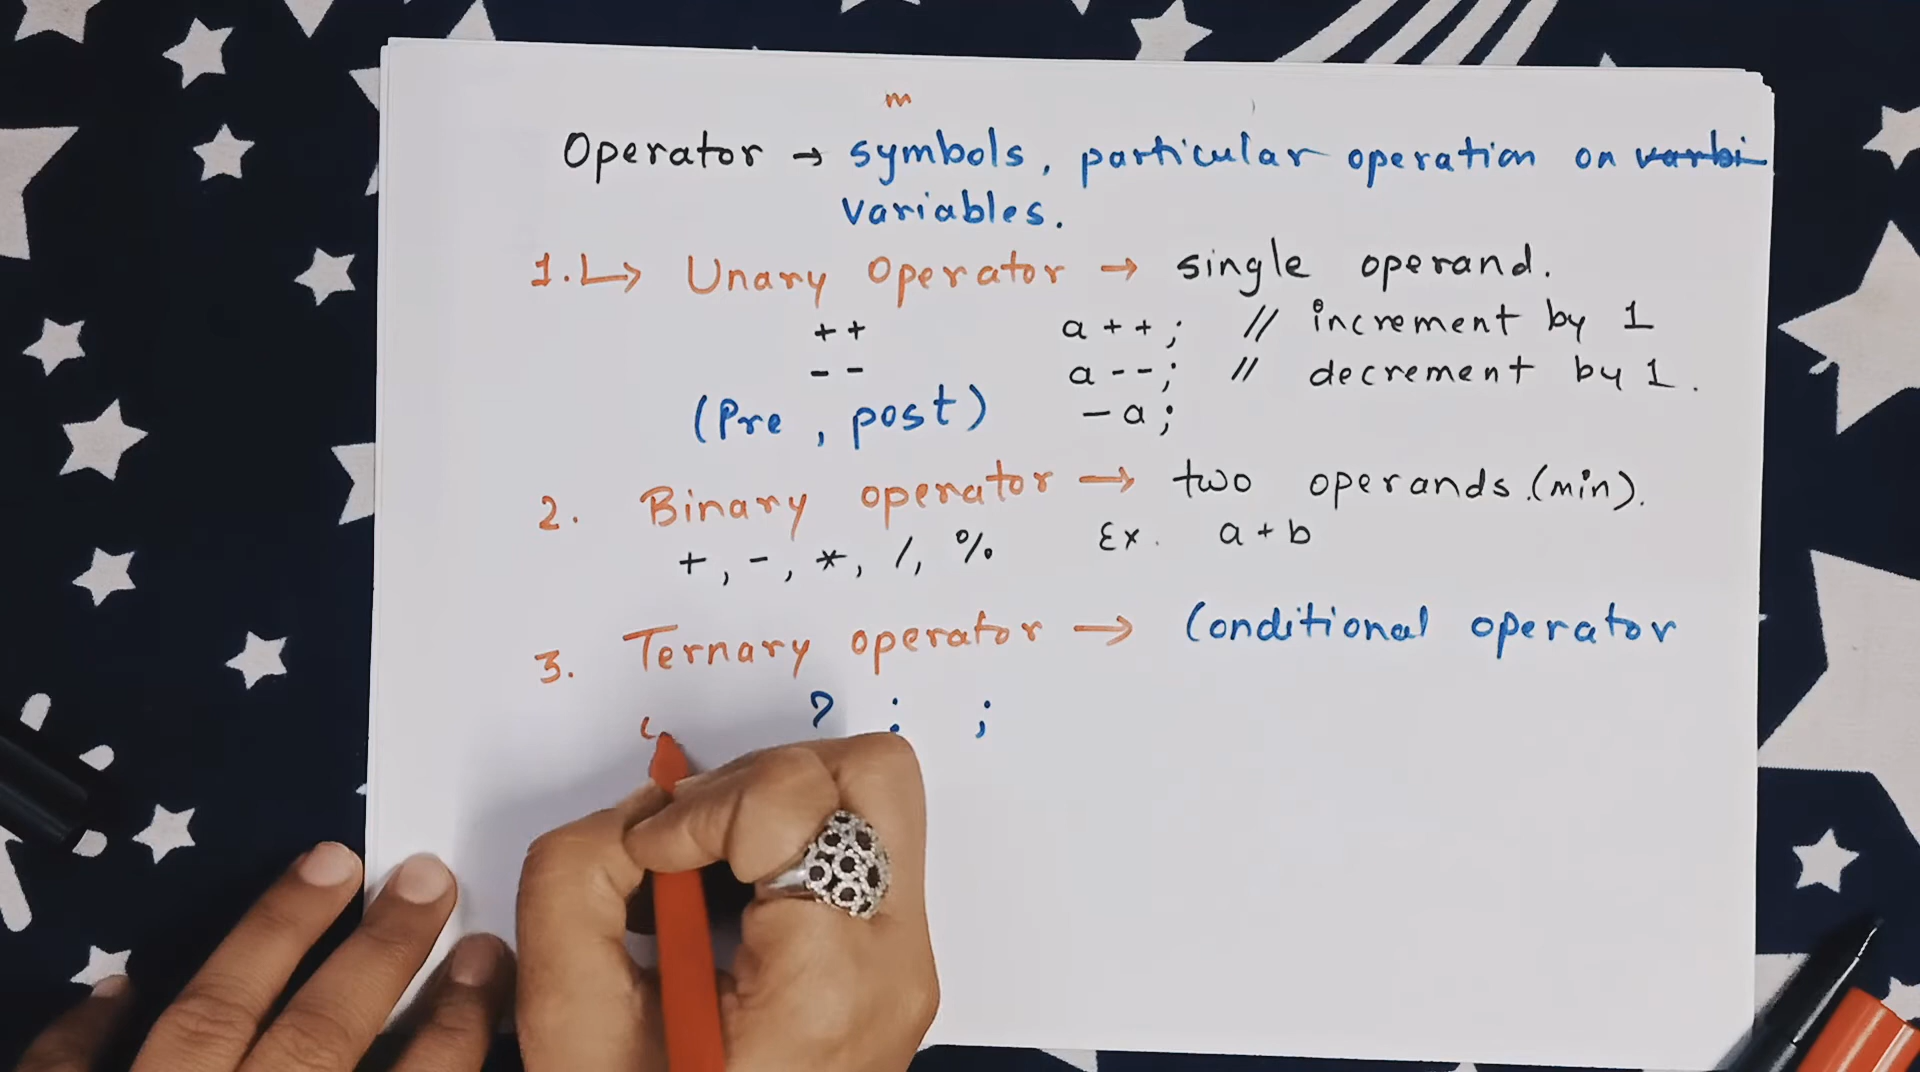 m
Operator → symbols, particular operation on
variables.
1. ↳ Unary Operator → single operand.
++ a++; // increment by 1
-- a--; // decrement by 1.
(Pre, post) -a;
2. Binary operator → two operands.(min).
+, -, *, /, % Ex. a+b
3. Ternary operator → Conditional operator
? : ;